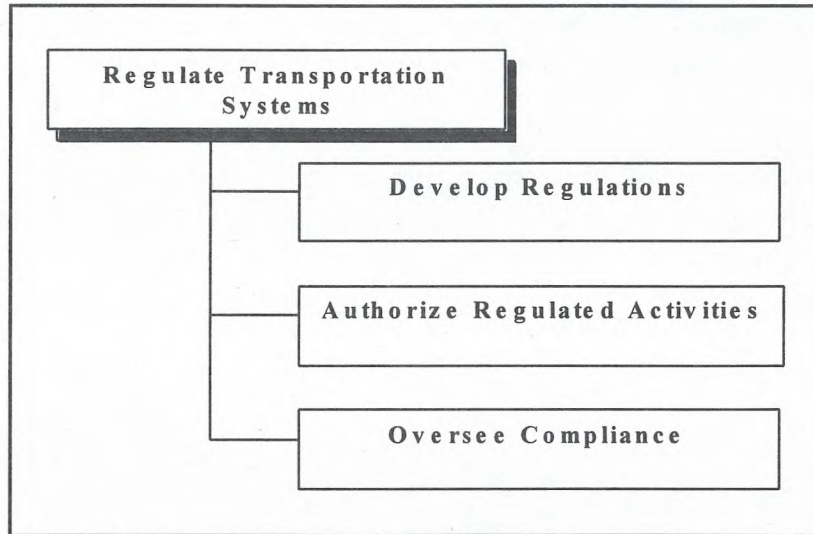 Regulate Transportation
Systems
Develop Regulations
Authorize Regulated Activities
Oversee Compliance